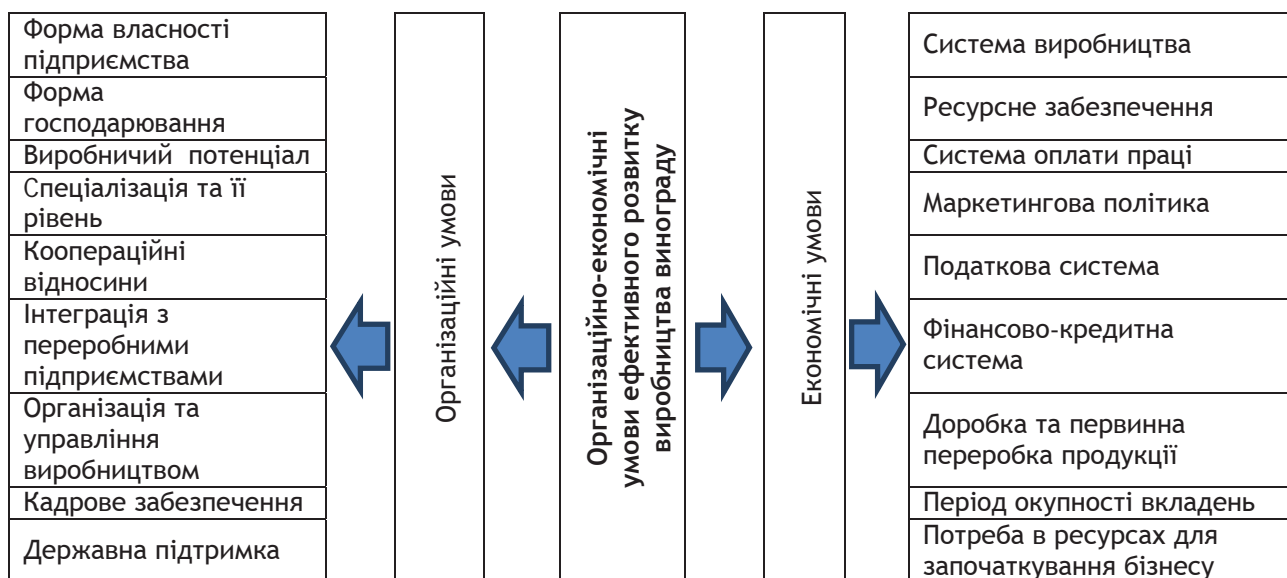 Форма власності
підприємства
Форма
господарювання
Виробничий потенціал
Спеціалізація та її
рівень
Коопераційні
відносини
Інтеграція з
переробними
підприємствами
Організація та
управління
виробництвом
Кадрове забезпечення
Державна підтримка
Організаційні умови
Організаційно-економічні
умови ефективного розвитку
виробництва винограду
Економічні умови
Система виробництва
Ресурсне забезпечення
Система оплати праці
Маркетингова політика
Податкова система
Фінансово-кредитна
система
Доробка та первинна
переробка продукції
Період окупності вкладень
Потреба в ресурсах для
започаткування бізнесу